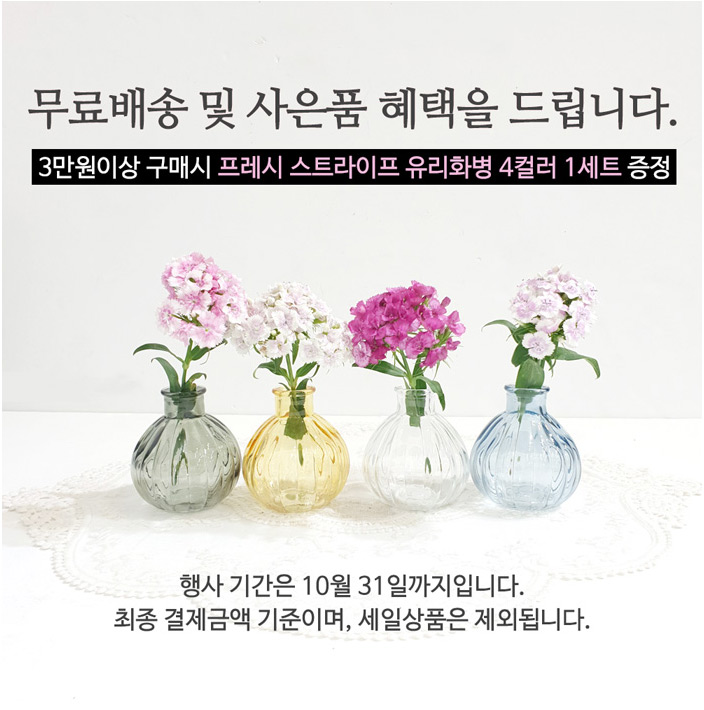 무료배송 및 사은품 혜택을 드립니다.
3만원이상 구매시 프레시 스트라이프 유리화병 4컬러 1세트 증정
행사 기간은 10월 31일까지입니다.
최종 결제금액 기준이며, 세일상품은 제외됩니다.